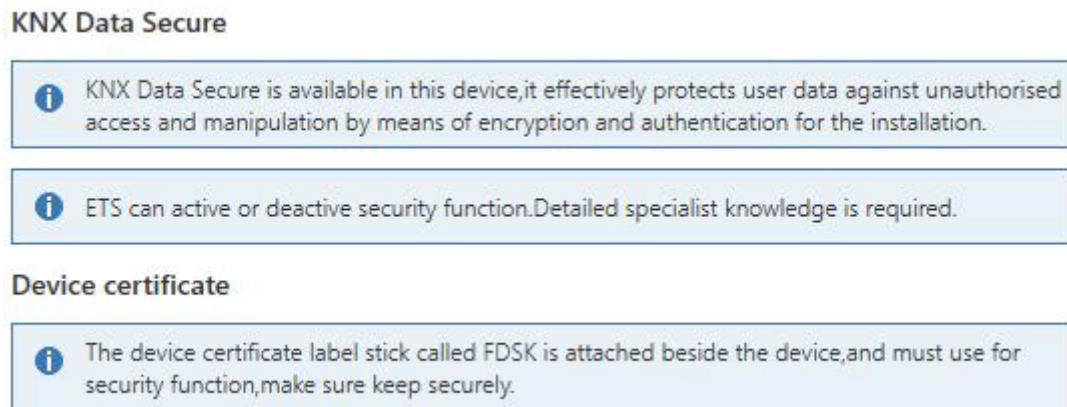 KNX Data Secure
KNX Data Secure is available in this device,it effectively protects user data against unauthorised
access and manipulation by means of encryption and authentication for the installation.
ETS can active or deactive security function.Detailed specialist knowledge is required.
Device certificate
The device certificate label stick called FDSK is attached beside the device,and must use for
security function,make sure keep securely.